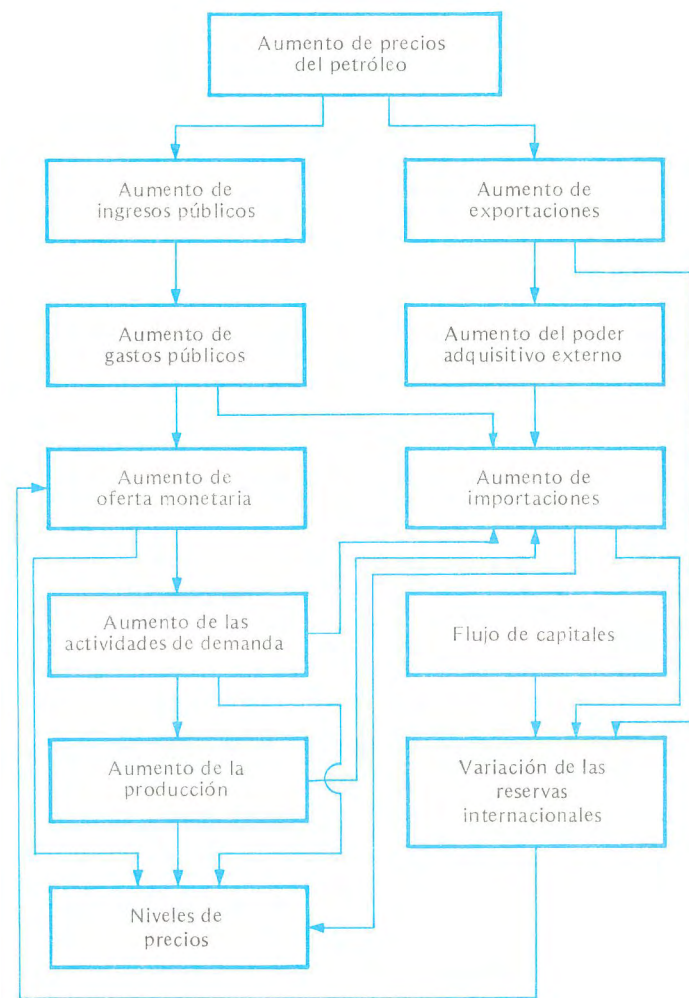 Aumento de precios
del petróleo
Aumento de
ingresos públicos
Aumento de
exportaciones
Aumento de
gastos públicos
Aumento del poder
adquisitivo externo
Aumento de
oferta monetaria
Aumento de
importaciones
Aumento de las
actividades de demanda
Flujo de capitales
Aumento de la
producción
Variación de las
reservas
internacionales
Niveles de
precios